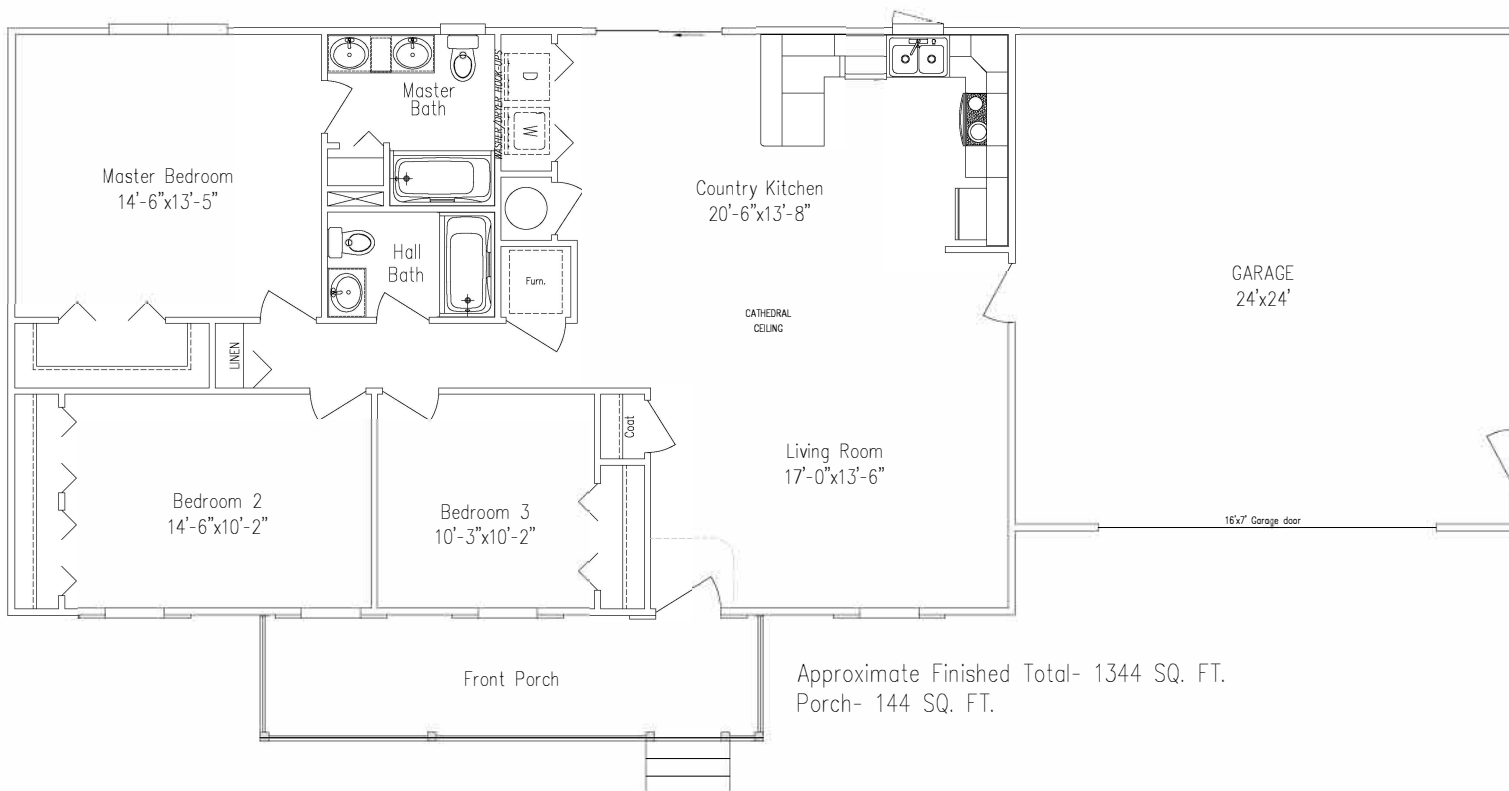 WASHER/DRYER HOOK-UPS
D
W
Master
Bath
Master Bedroom
14'-6"x13'-5"
Country Kitchen
20'-6"x13'-8"
Hall
Bath
Furn.
GARAGE
24'x24'
CATHEDRAL
CEILING
LINEN
Coat
Living Room
17'-0"x13'-6"
Bedroom 2
14'-6"x10'-2"
Bedroom 3
10'-3"x10'-2"
16'x7' Garage door
Front Porch
Approximate Finished Total- 1344 SQ. FT.
Porch- 144 SQ. FT.